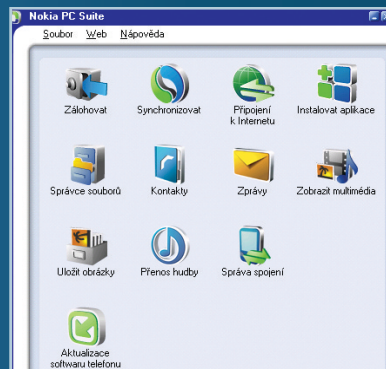 Nokia PC Suite
Soubor Web Nápověda
Zálohovat Synchronizovat Připojení k Internetu Instalovat aplikace
Správce souborů Kontakty Zprávy Zobrazit multimédia
Uložit obrázky Přenos hudby Správa spojení
Aktualizace
softwaru telefonu